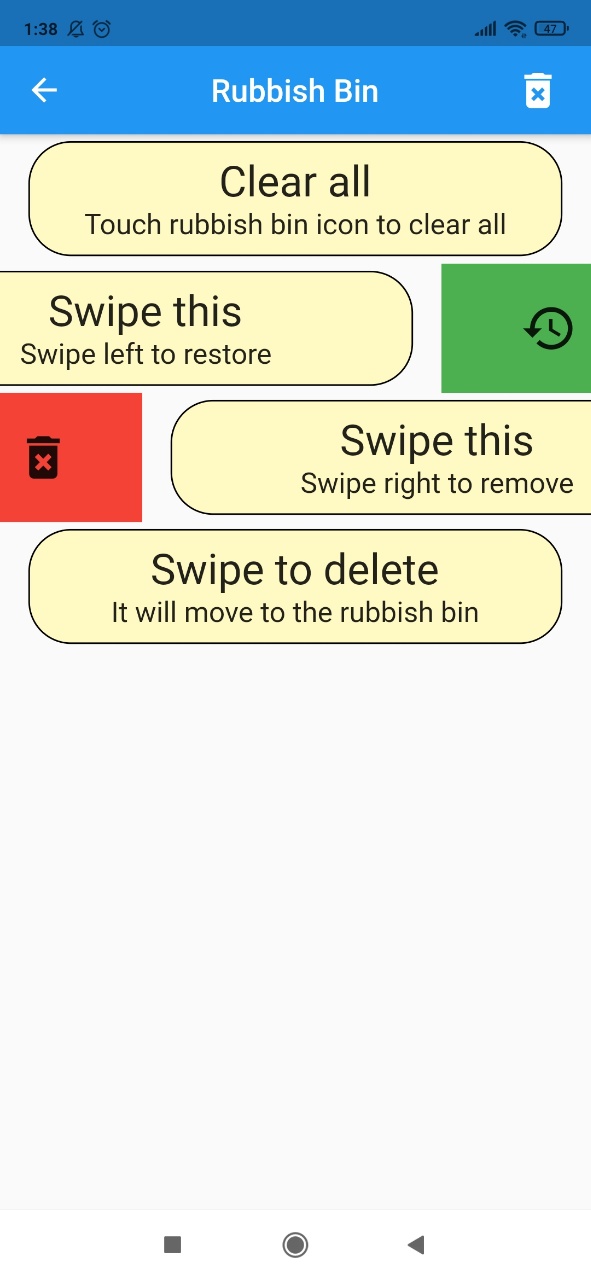 1:38
47
Rubbish Bin
Clear all
Touch rubbish bin icon to clear all
Swipe this
Swipe left to restore
Swipe this
Swipe right to remove
Swipe to delete
It will move to the rubbish bin